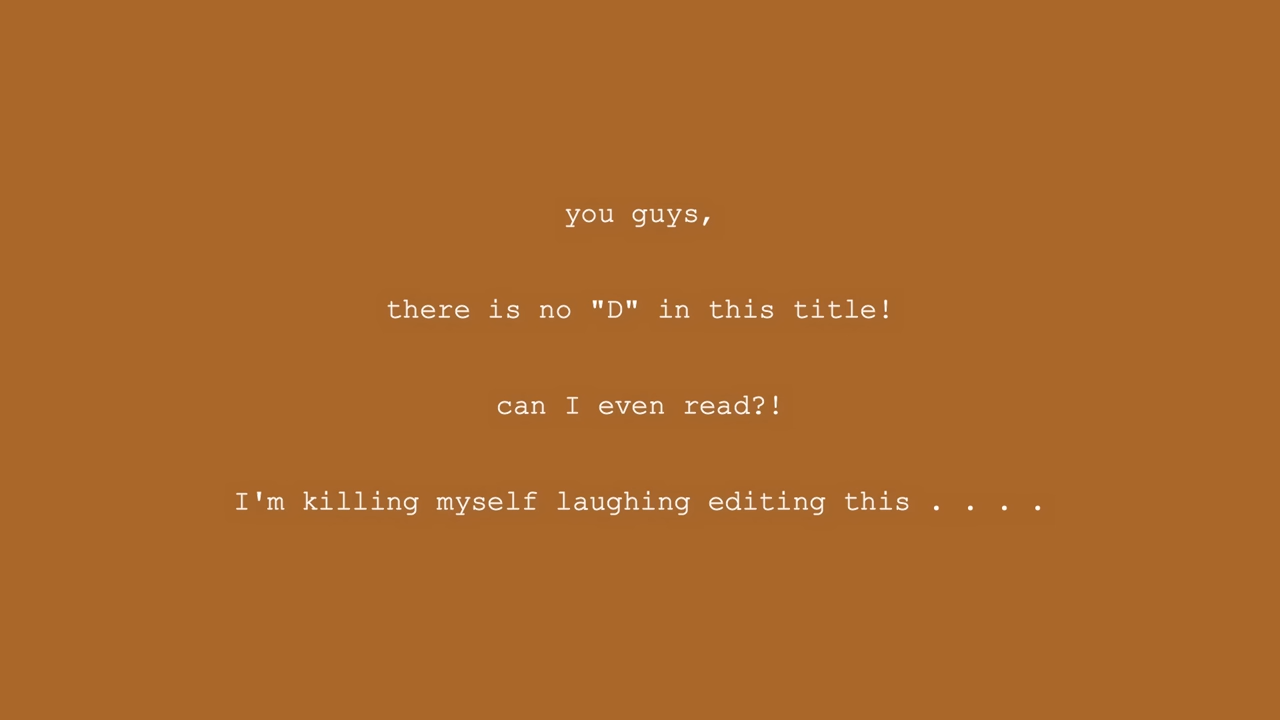 you guys,
there is no "D" in this title!
can I even read?!
I'm killing myself laughing editing this . . . .